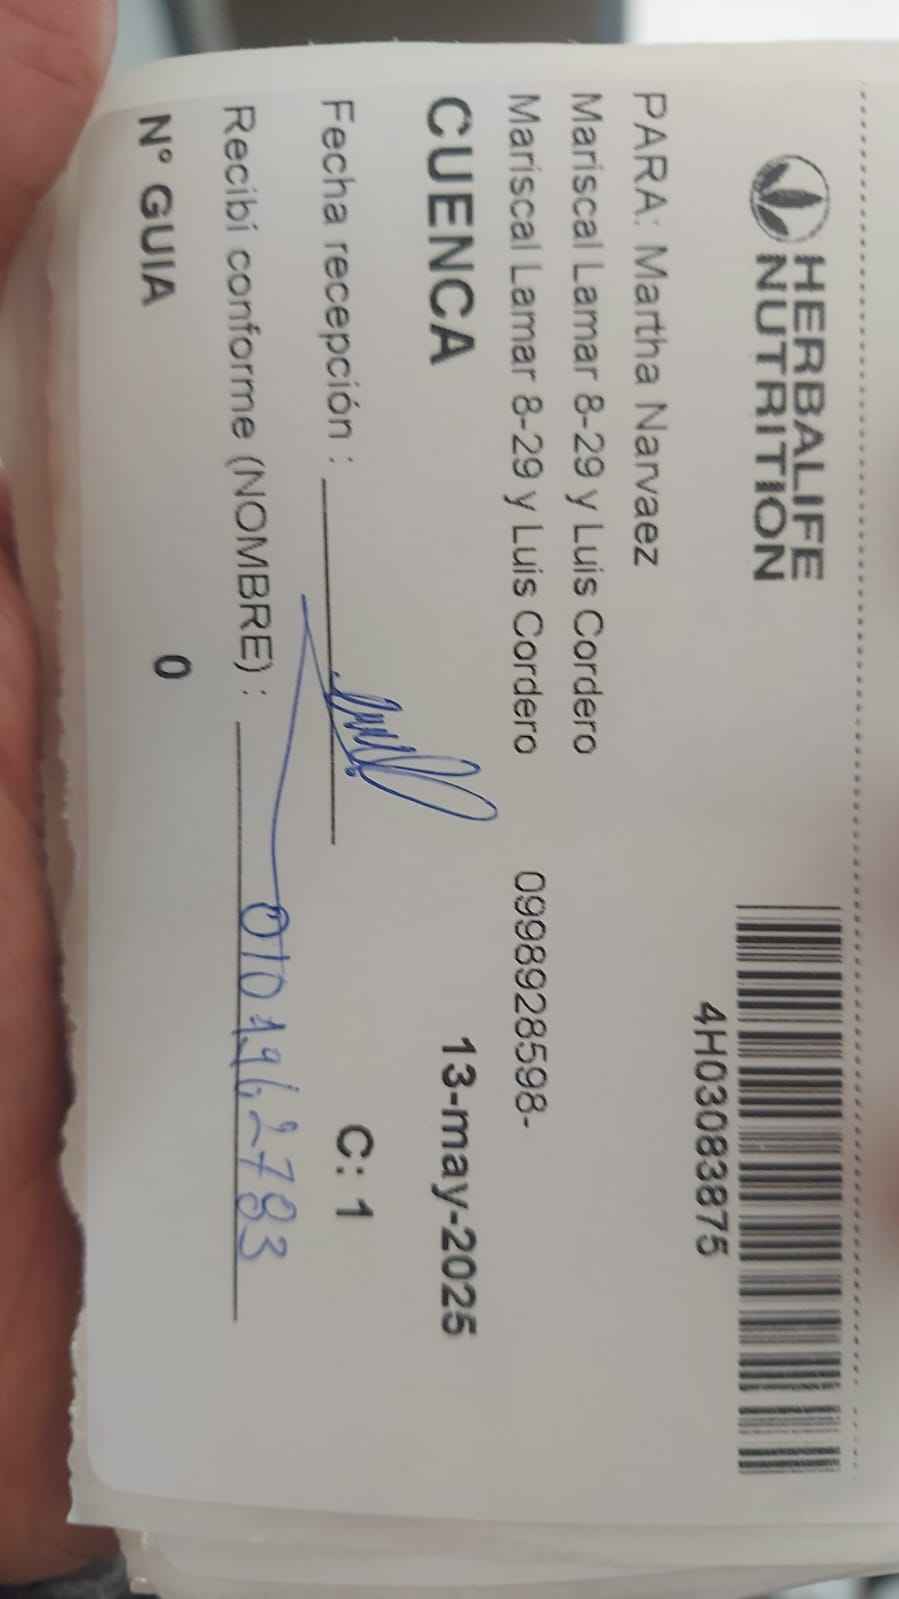 HERBALIFE
NUTRITION
4H03083875
PARA: Martha Narvaez
Mariscal Lamar 8-29 y Luis Cordero
Mariscal Lamar 8-29 y Luis Cordero 0998928598-
CUENCA 13-may-2025
Fecha recepción : C: 1
Recibí conforme (NOMBRE) : 0101962783
N° GUIA 0